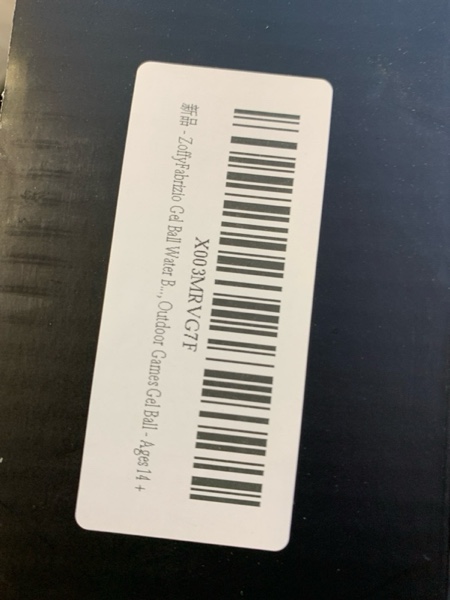 X003MRVG7F
新品 - ZoffyFabrizio Gel Ball Water B..., Outdoor Games Gel Ball - Ages 14 +